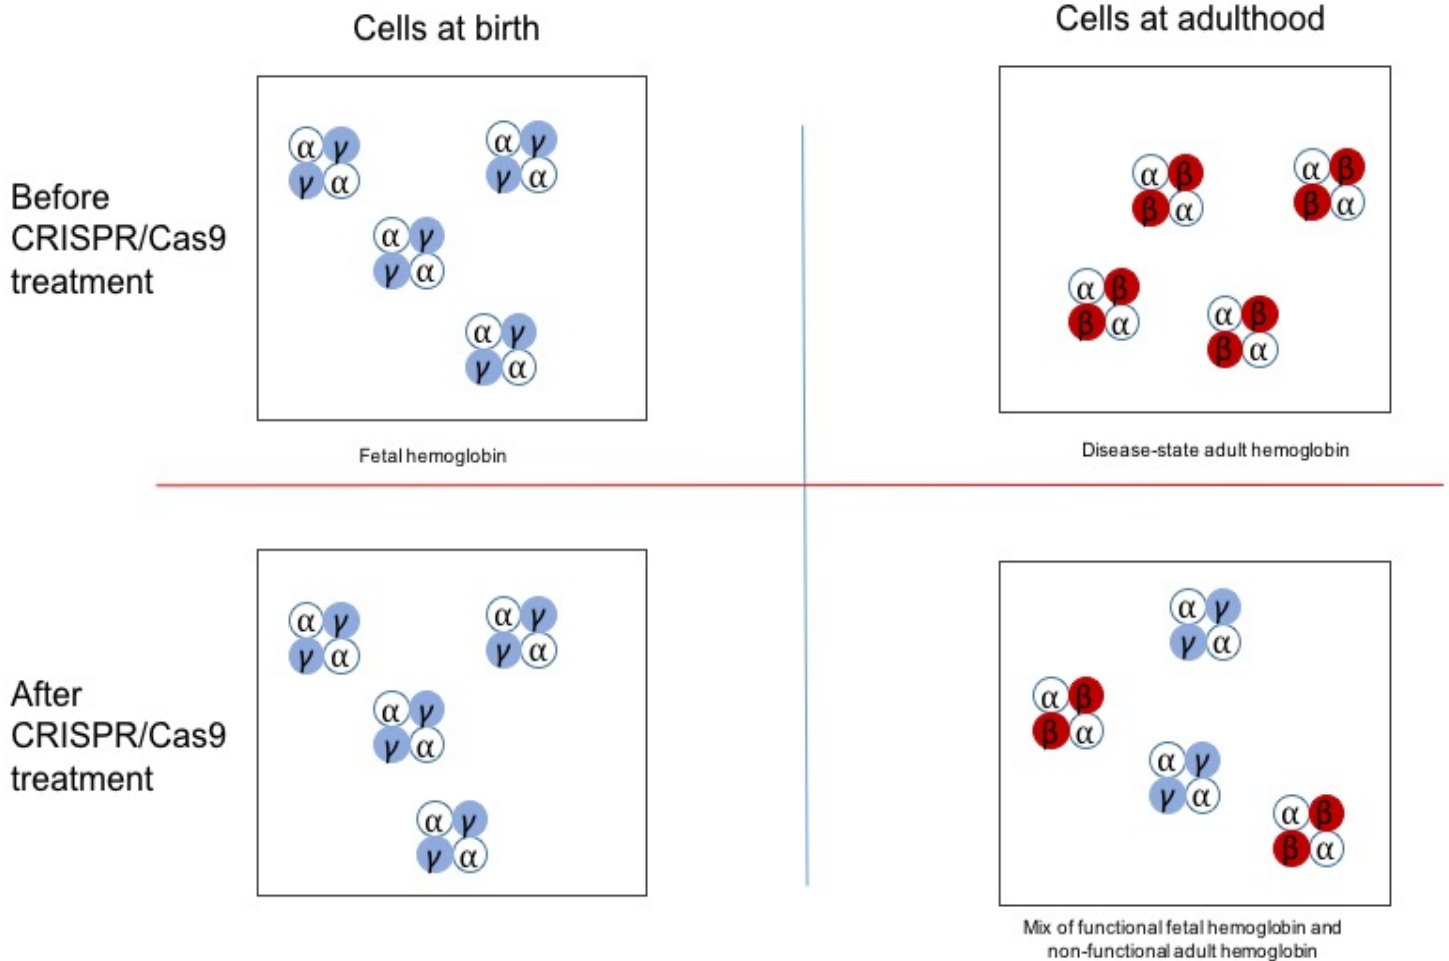 Cells at birth
Cells at adulthood
Before
CRISPR/Cas9
treatment
α γ
γ α
α γ
γ α
α γ
γ α
α γ
γ α
Fetal hemoglobin
α β
β α
α β
β α
α β
β α
α β
β α
Disease-state adult hemoglobin
After
CRISPR/Cas9
treatment
α γ
γ α
α γ
γ α
α γ
γ α
α γ
γ α
α γ
γ α
α β
β α
α γ
γ α
α β
β α
Mix of functional fetal hemoglobin and
non-functional adult hemoglobin